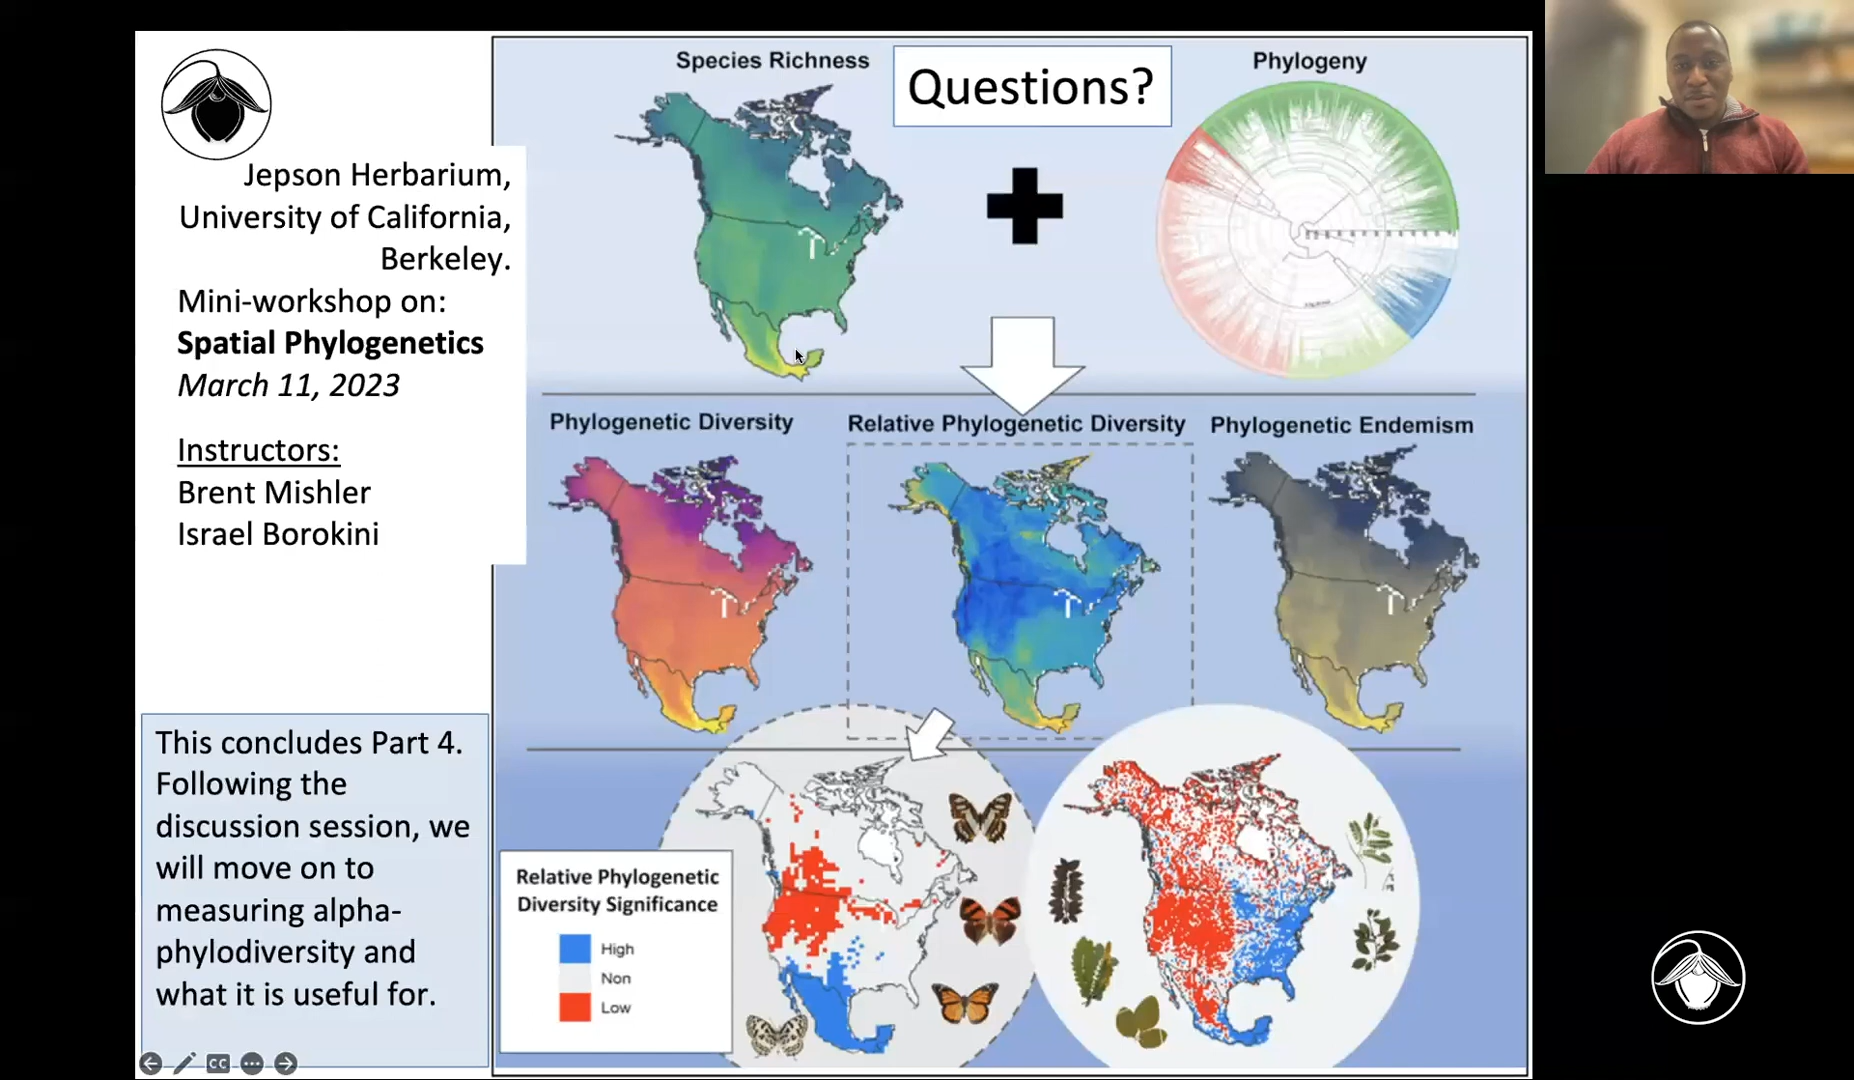 Jepson Herbarium,
University of California,
Berkeley.
Mini-workshop on:
Spatial Phylogenetics
March 11, 2023
Instructors:
Brent Mishler
Israel Borokini
This concludes Part 4.
Following the
discussion session, we
will move on to
measuring alpha-
phylodiversity and
what it is useful for.
Species Richness
Questions?
Phylogeny
Phylogenetic Diversity
Relative Phylogenetic Diversity
Phylogenetic Endemism
Relative Phylogenetic
Diversity Significance
High
Non
Low
CC